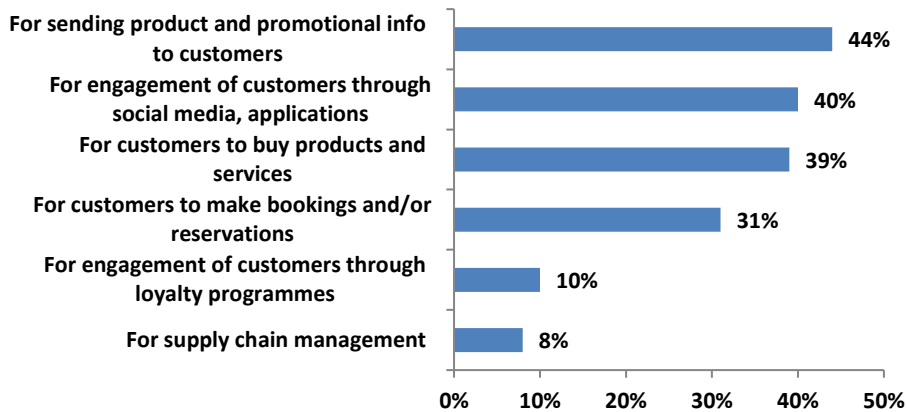 For sending product and promotional info
to customers
44%
For engagement of customers through
social media, applications
40%
For customers to buy products and
services
39%
For customers to make bookings and/or
reservations
31%
For engagement of customers through
loyalty programmes
10%
For supply chain management
8%
0% 10% 20% 30% 40% 50%